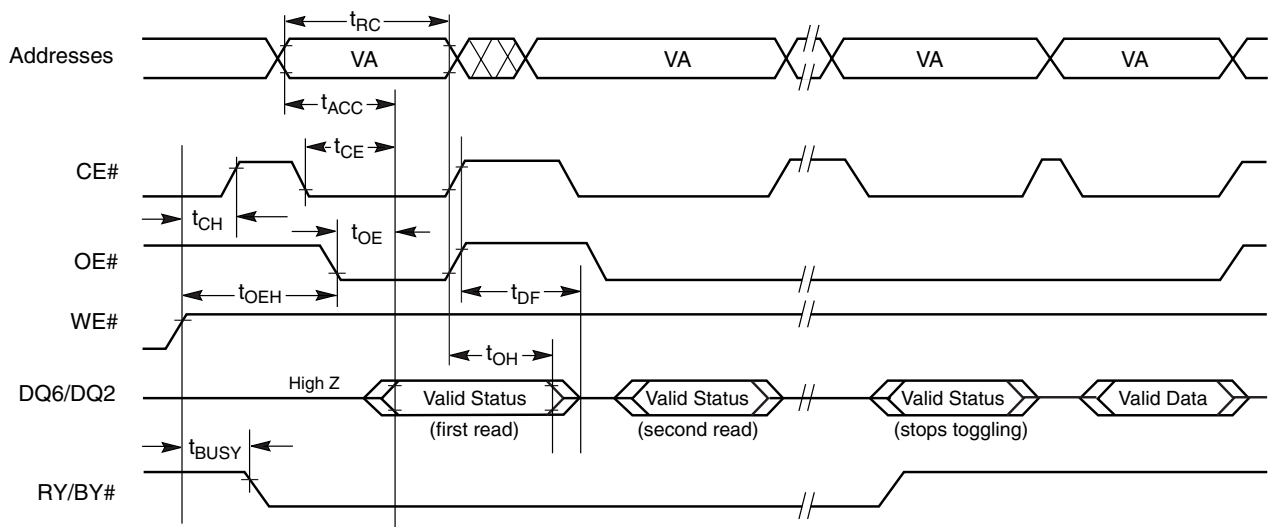 tRC
Addresses VA VA VA VA
tACC
tCE
CE#
tCH tOE
OE#
tOEH tDF
WE#
tOH
High Z
DQ6/DQ2 Valid Status Valid Status Valid Status Valid Data
(first read) (second read) (stops toggling)
tBUSY
RY/BY#